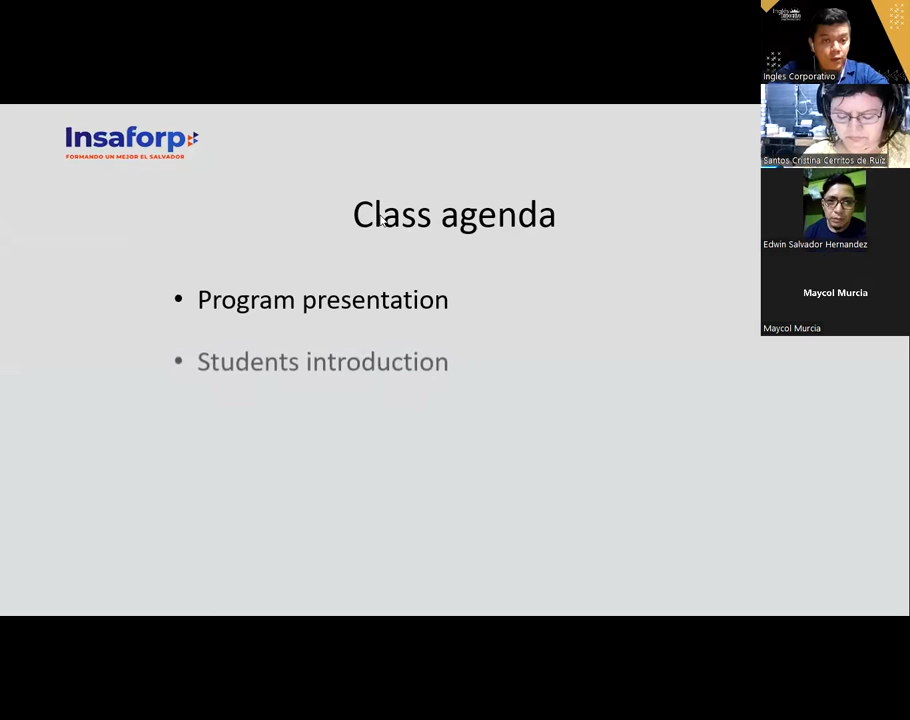 Insaforp
FORMANDO UN MEJOR EL SALVADOR
Class agenda
• Program presentation
• Students introduction
Ingles Corporativo
Santos Cristina Cerritos de Ruiz
Edwin Salvador Hernandez
Maycol Murcia
Maycol Murcia